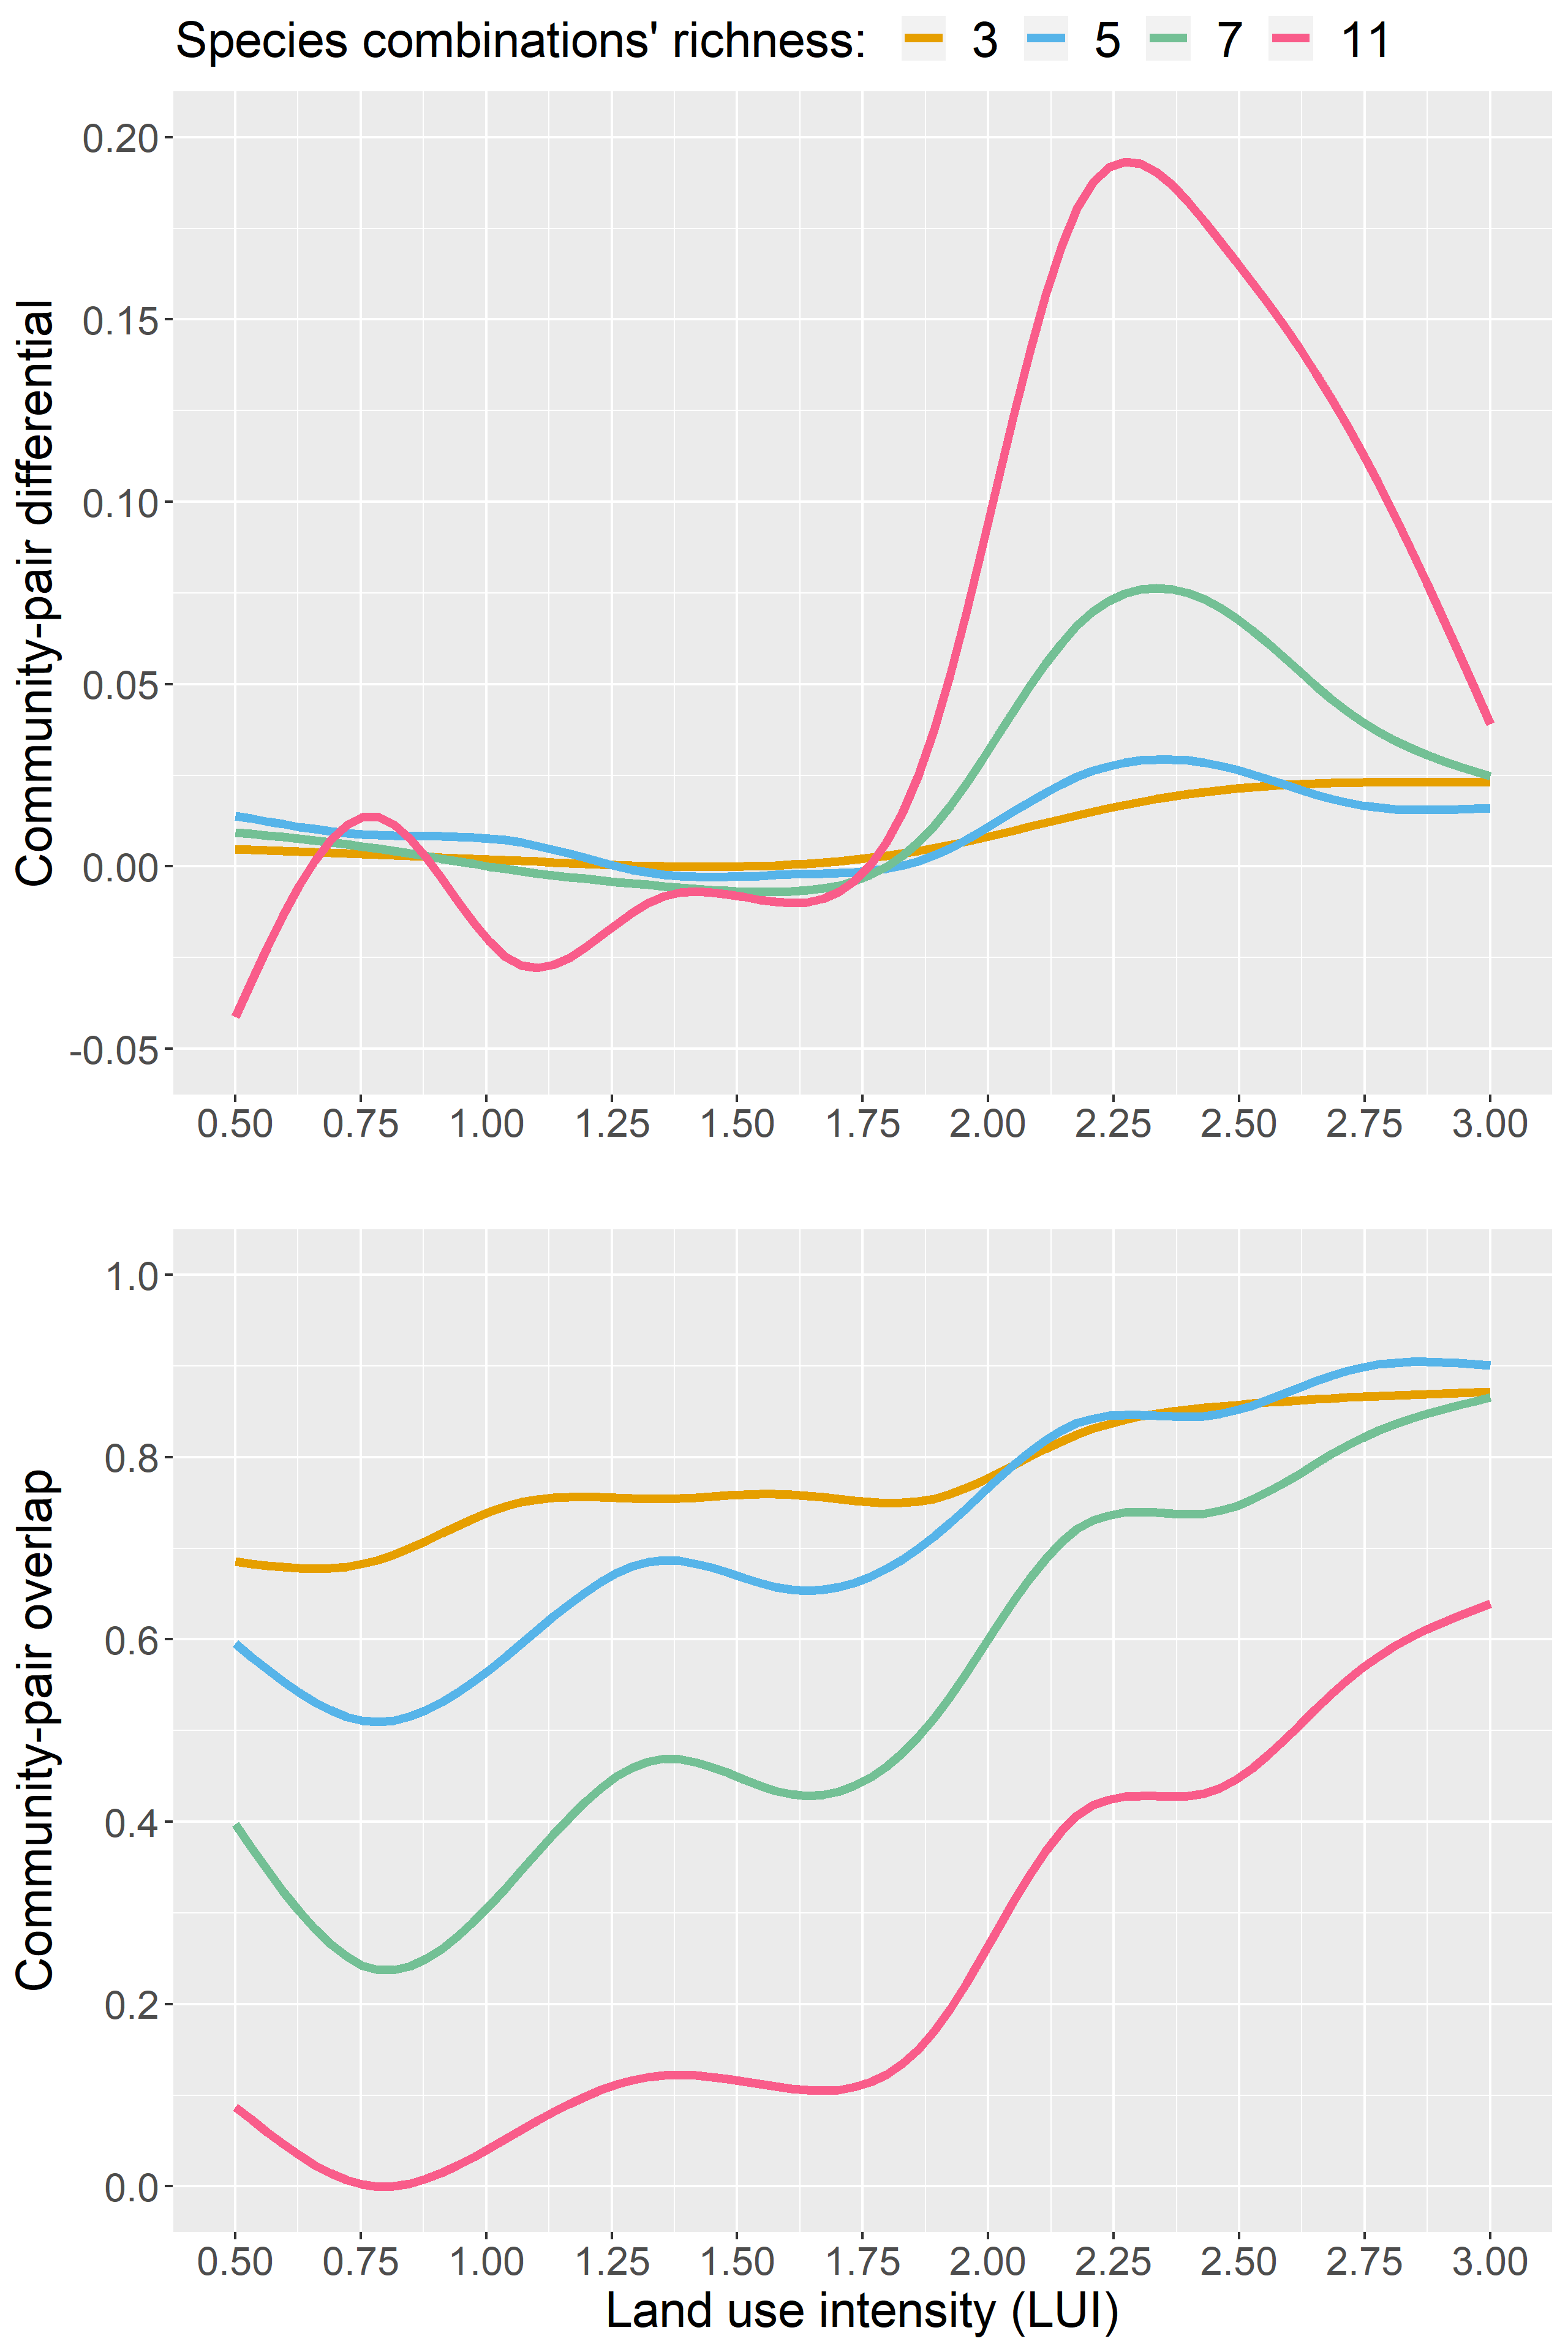 Species combinations' richness: 3 5 7 11
Community-pair differential
0.20
0.15
0.10
0.05
0.00
-0.05
0.50 0.75 1.00 1.25 1.50 1.75 2.00 2.25 2.50 2.75 3.00
Community-pair overlap
1.0
0.8
0.6
0.4
0.2
0.0
0.50 0.75 1.00 1.25 1.50 1.75 2.00 2.25 2.50 2.75 3.00
Land use intensity (LUI)